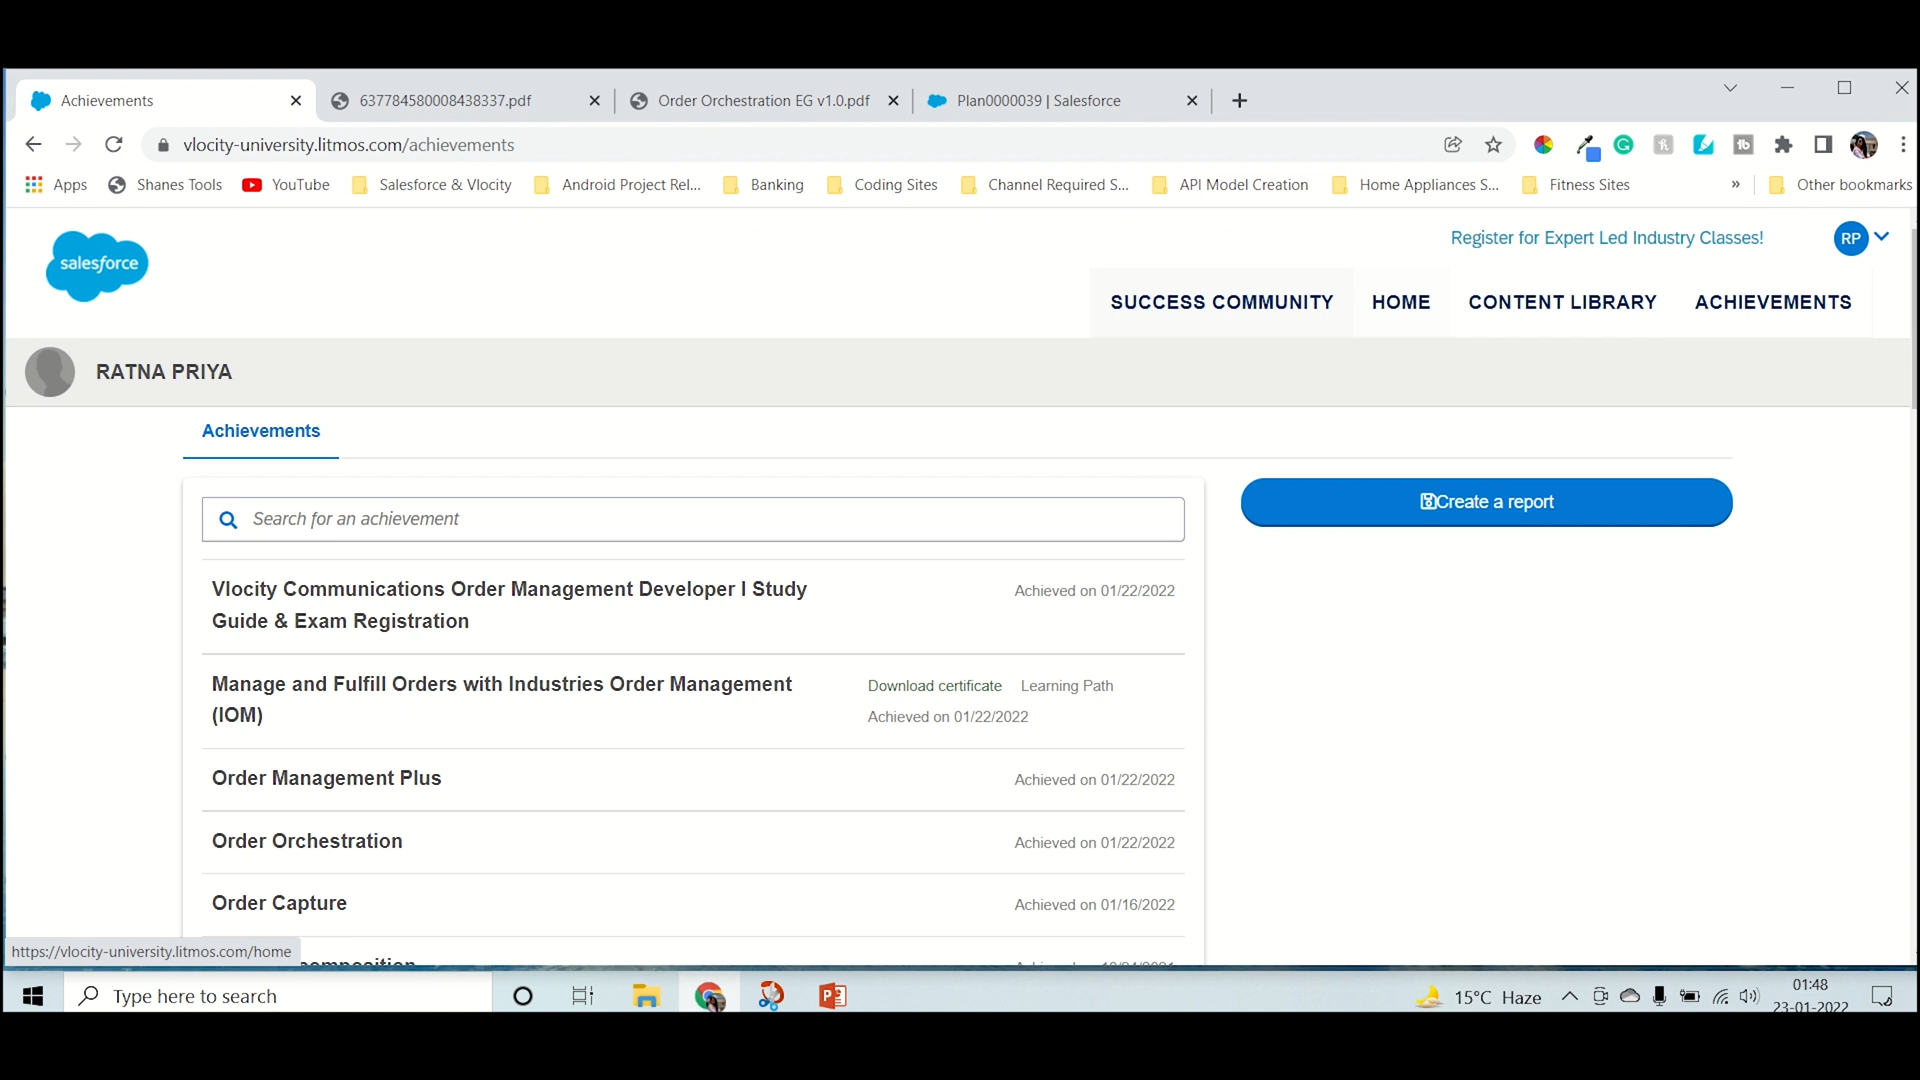 Achievements
637784580008438337.pdf
Order Orchestration EG v1.0.pdf
Plan0000039 | Salesforce
vlocity-university.litmos.com/achievements
Apps
Shanes Tools
YouTube
Salesforce & Vlocity
Android Project Rel...
Banking
Coding Sites
Channel Required S...
API Model Creation
Home Appliances S...
Fitness Sites
»
Other bookmarks
salesforce
Register for Expert Led Industry Classes!
RP
SUCCESS COMMUNITY
HOME
CONTENT LIBRARY
ACHIEVEMENTS
RATNA PRIYA
Achievements
Search for an achievement
Create a report
Vlocity Communications Order Management Developer I Study
Guide & Exam Registration
Achieved on 01/22/2022
Manage and Fulfill Orders with Industries Order Management
(IOM)
Download certificate
Learning Path
Achieved on 01/22/2022
Order Management Plus
Achieved on 01/22/2022
Order Orchestration
Achieved on 01/22/2022
Order Capture
Achieved on 01/16/2022
https://vlocity-university.litmos.com/home
Type here to search
15°C Haze
01:48
23-01-2022